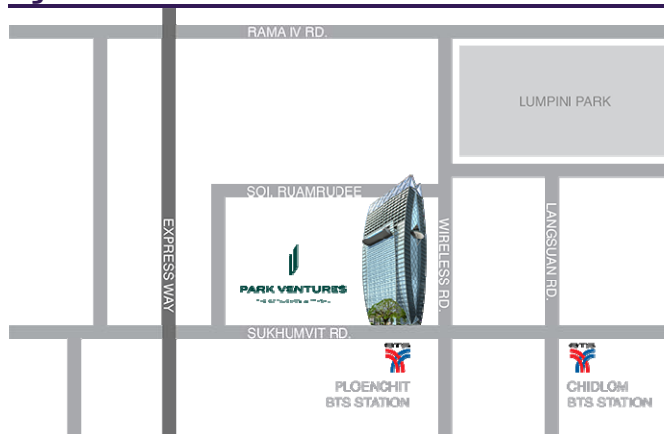 RAMA IV RD.
LUMPINI PARK
SOI. RUAMRUDEE
EXPRESS WAY
WIRELESS RD.
LANGSUAN RD.
PARK VENTURES
SUKHUMVIT RD.
BTS
PLOENCHIT
BTS STATION
BTS
CHIDLOM
BTS STATION